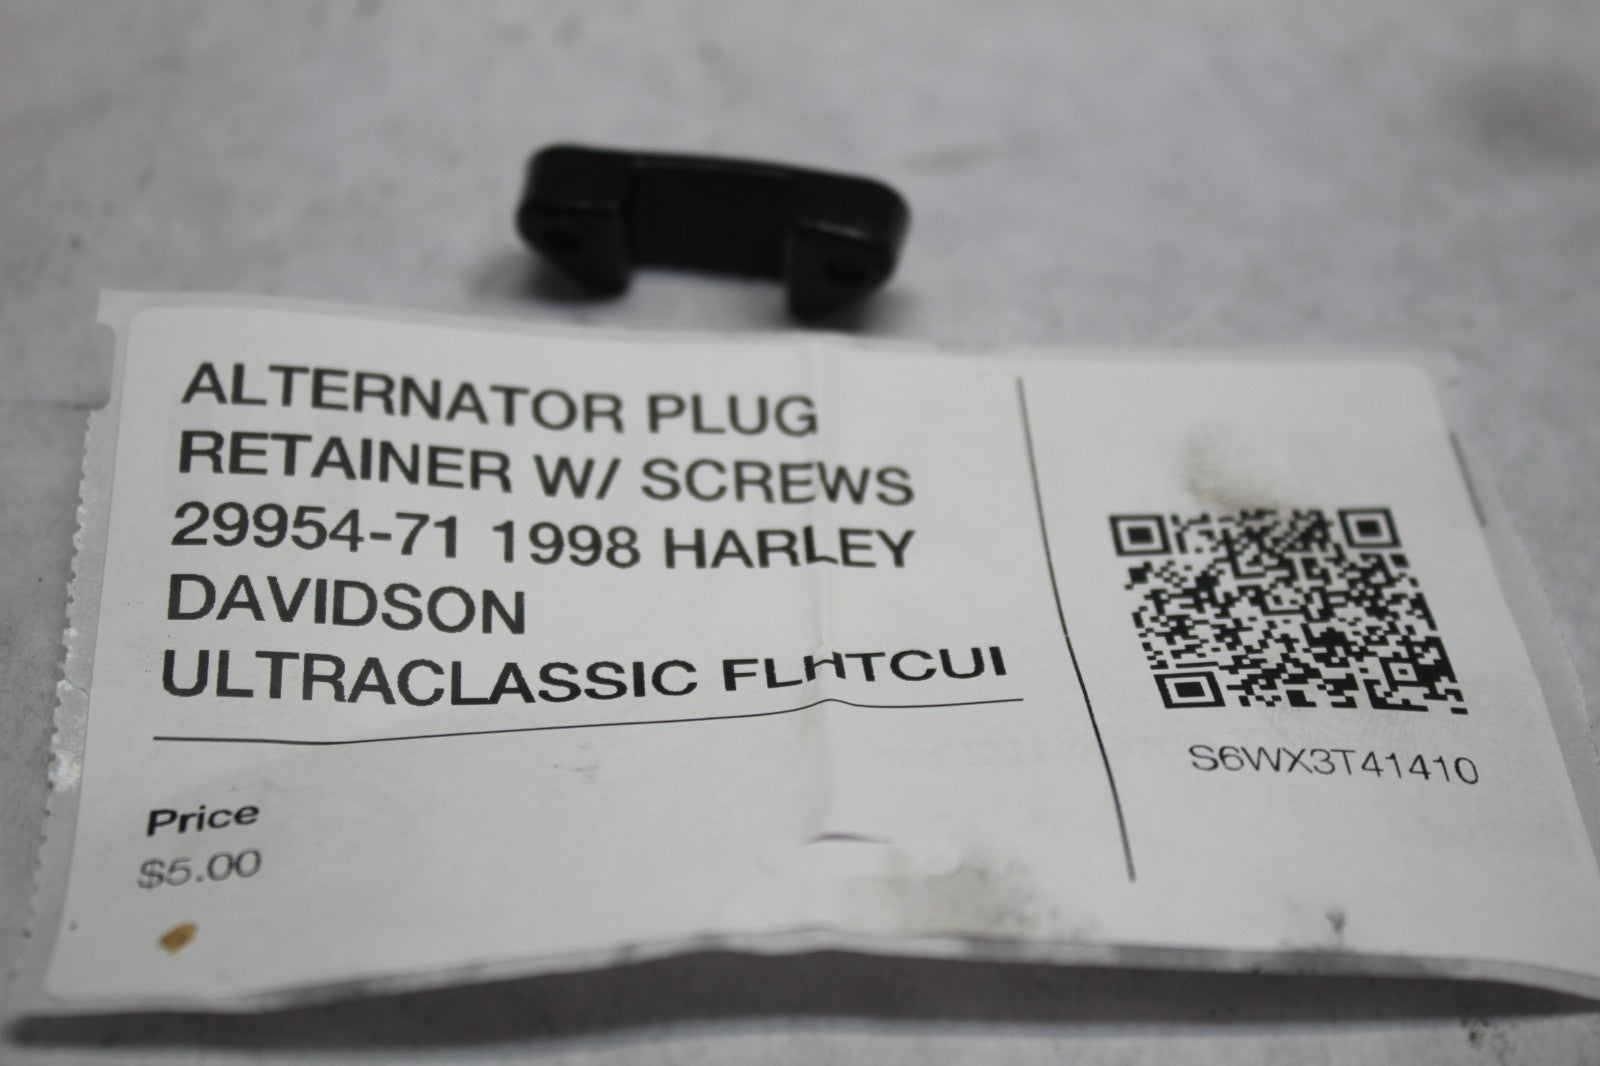 ALTERNATOR PLUG
RETAINER W/ SCREWS
29954-71 1998 HARLEY
DAVIDSON
ULTRACLASSIC FLHTCUI
Price
$5.00
S6WX3T41410